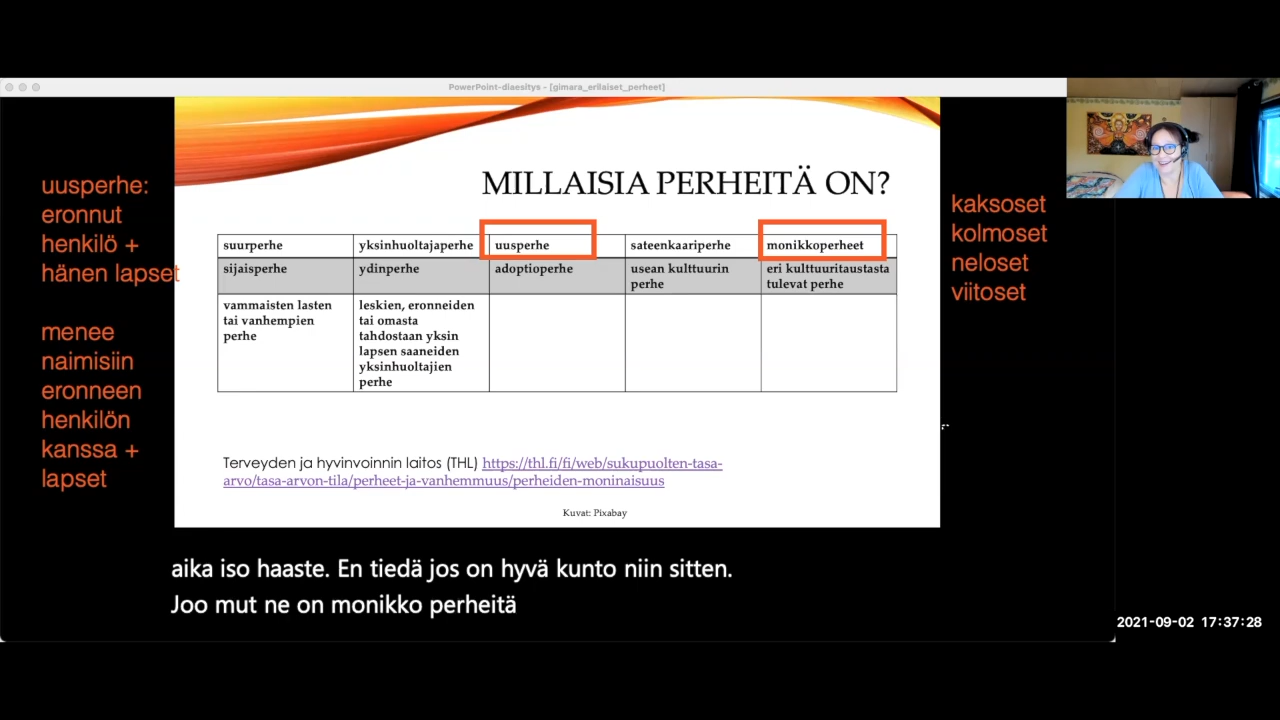 PowerPoint-diaesitys - [gimara_erilaiset_perheet]
uusperhe:
eronnut
henkilö +
hänen lapset
menee
naimisiin
eronneen
henkilön
kanssa +
lapset
MILLAISIA PERHEITÄ ON?
suurperhe yksinhuoltajaperhe uusperhe sateenkaariperhe monikkoperheet
sijaisperhe ydinperhe adoptioperhe usean kulttuurin perhe eri kulttuuritaustasta tulevat perhe
vammaisten lasten
tai vanhempien
perhe
leskien, eronneiden
tai omasta
tahdostaan yksin
lapsen saaneiden
yksinhuoltajien
perhe
Terveyden ja hyvinvoinnin laitos (THL) https://thl.fi/fi/web/sukupuolten-tasa-
arvo/tasa-arvon-tila/perheet-ja-vanhemmuus/perheiden-moninaisuus
Kuvat: Pixabay
kaksoset
kolmoset
neloset
viitoset
aika iso haaste. En tiedä jos on hyvä kunto niin sitten.
Joo mut ne on monikko perheitä
2021-09-02 17:37:28